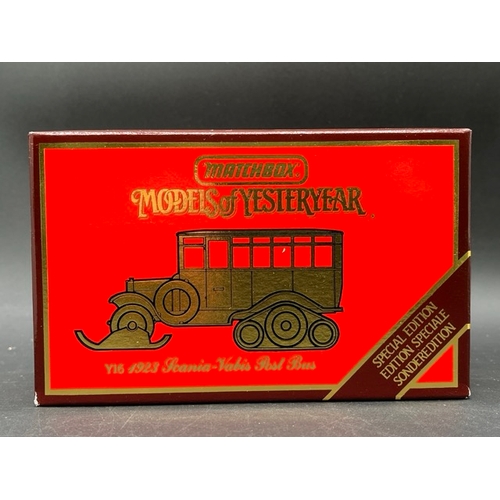 MATCHBOX
MODELS of YESTERYEAR
Y16 1923 Scania-Vabis Post Bus
SPECIAL EDITION
EDITION SPECIALE
SONDEREDITION